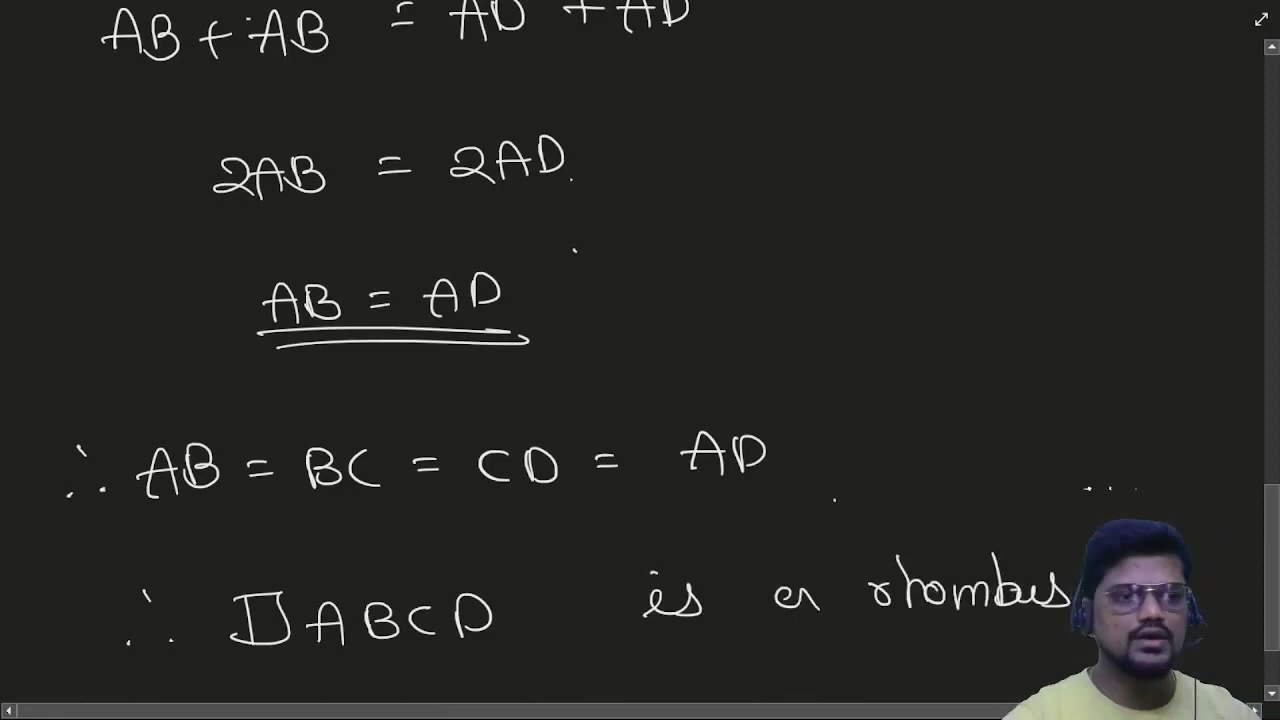 AB + AB = AD + AD
2AB = 2AD.
AB = AD
∴ AB = BC = CD = AD
∴ □ ABCD is a rhombus